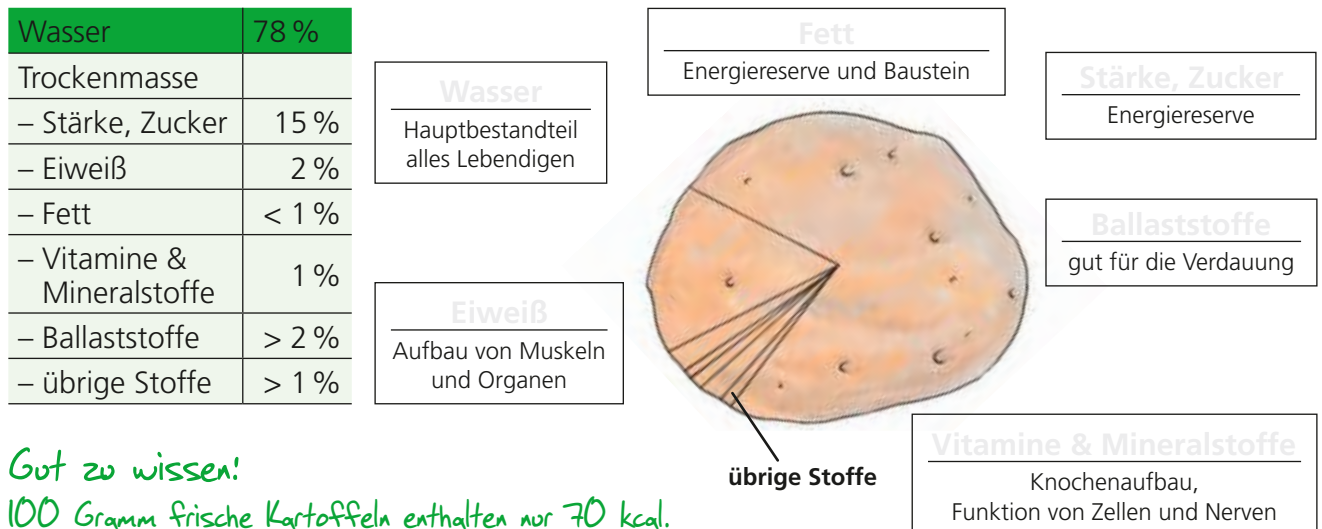 Wasser 78 %
Trockenmasse
– Stärke, Zucker 15 %
– Eiweiß 2 %
– Fett < 1 %
– Vitamine &
Mineralstoffe 1 %
– Ballaststoffe > 2 %
– übrige Stoffe > 1 %
Fett
Energiereserve und Baustein
Wasser
Hauptbestandteil
alles Lebendigen
Stärke, Zucker
Energiereserve
Ballaststoffe
gut für die Verdauung
Eiweiß
Aufbau von Muskeln
und Organen
übrige Stoffe
Vitamine & Mineralstoffe
Knochenaufbau,
Funktion von Zellen und Nerven
Gut zu wissen!
100 Gramm frische Kartoffeln enthalten nur 70 kcal.